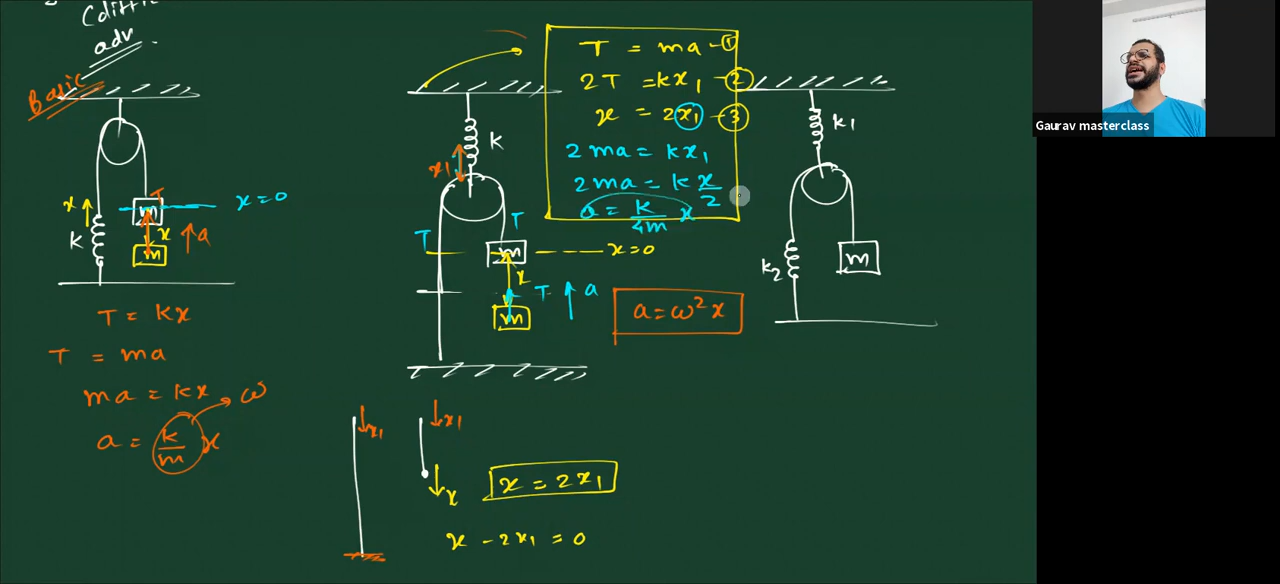 adv.
Basic
x
k
m
T
x = 0
x
a
m
T = kx
T = ma
ma = kx
a = k/m x
ω
k
x1
T
T
m
x = 0
x
T
a
m
T = ma - 1
2T = kx1 - 2
x = 2x1 - 3
2ma = kx1
2ma = k x/2
a = k/4m x
a = ω²x
x1
x1
x
x = 2x1
x - 2x1 = 0
k1
k2
m
Gaurav masterclass